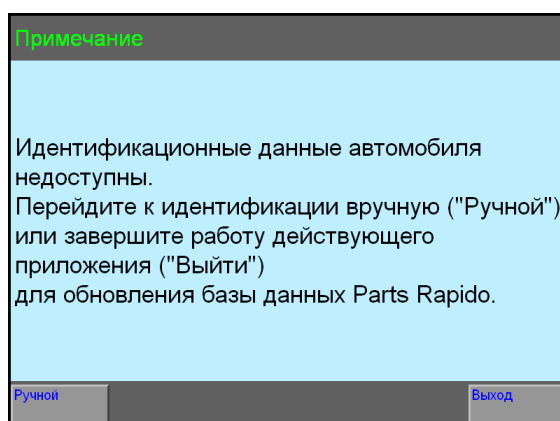 Примечание
Идентификационные данные автомобиля
недоступны.
Перейдите к идентификации вручную ("Ручной")
или завершите работу действующего
приложения ("Выйти")
для обновления базы данных Parts Rapido.
Ручной
Выход